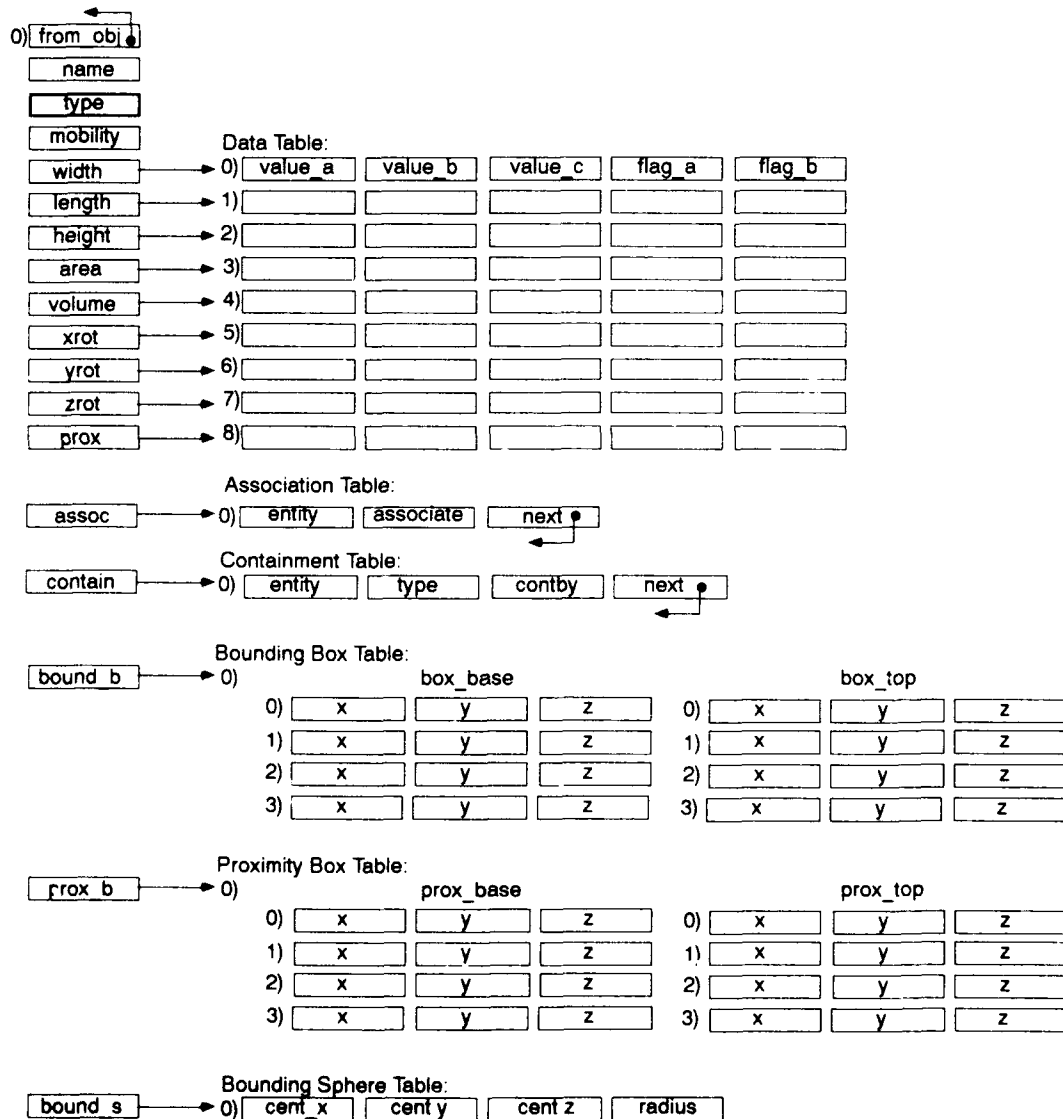 0) from_obj
name
type
mobility
Data Table:
width 0) value_a value_b value_c flag_a flag_b
length 1)
height 2)
area 3)
volume 4)
xrot 5)
yrot 6)
zrot 7)
prox 8)
Association Table:
assoc 0) entity associate next
Containment Table:
contain 0) entity type contby next
Bounding Box Table:
bound_b 0) box_base box_top
0) x y z 0) x y z
1) x y z 1) x y z
2) x y z 2) x y z
3) x y z 3) x y z
Proximity Box Table:
prox_b 0) prox_base prox_top
0) x y z 0) x y z
1) x y z 1) x y z
2) x y z 2) x y z
3) x y z 3) x y z
Bounding Sphere Table:
bound_s 0) cent_x cent y cent z radius